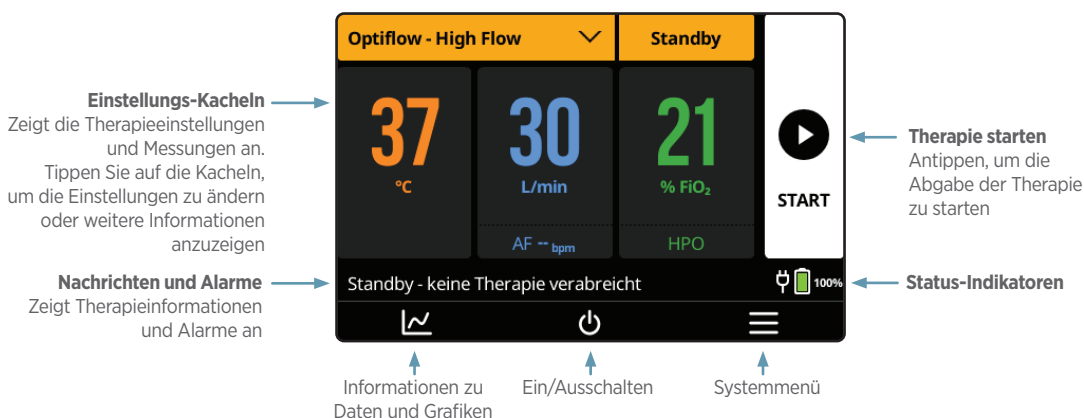 Optiflow - High Flow
Standby
Einstellungs-Kacheln
Zeigt die Therapieeinstellungen
und Messungen an.
Tippen Sie auf die Kacheln,
um die Einstellungen zu ändern
oder weitere Informationen
anzuzeigen
37
°C
30
L/min
AF -- bpm
21
% FiO₂
HPO
START
Therapie starten
Antippen, um die
Abgabe der Therapie
zu starten
Nachrichten und Alarme
Zeigt Therapieinformationen
und Alarme an
Standby - keine Therapie verabreicht
100%
Status-Indikatoren
Informationen zu
Daten und Grafiken
Ein/Ausschalten
Systemmenü